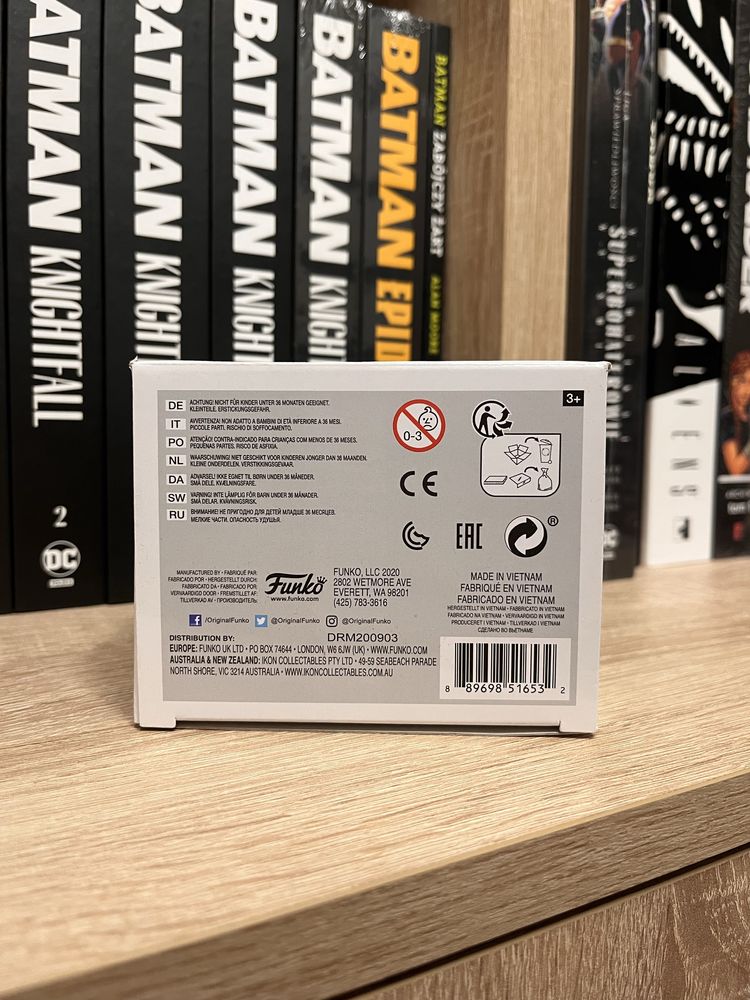 BATMAN KNIGHTFALL
2
DC
BATMAN KNIGHTFALL
BATMAN KNIGHTF
BATMAN KNIGH
BATMAN EPID
BATMAN ZABÓJCZY ŻART ALAN MOORE
ALIENS
3+
DE ACHTUNG! NICHT FÜR KINDER UNTER 36 MONATEN GEEIGNET.
KLEINTEILE. ERSTICKUNGSGEFAHR.
IT AVVERTENZA! NON ADATTO A BAMBINI DI ETÀ INFERIORE A 36 MESI.
PICCOLE PARTI. RISCHIO DI SOFFOCAMENTO.
PO ATENÇÃO! CONTRA-INDICADO PARA CRIANÇAS COM MENOS DE 36 MESES.
PEQUENAS PARTES. RISCO DE ASFIXIA.
NL WAARSCHUWING! NIET GESCHIKT VOOR KINDEREN JONGER DAN 36 MAANDEN.
KLEINE ONDERDELEN. VERSTIKKINGSGEVAAR.
DA ADVARSEL! IKKE EGNET TIL BØRN UNDER 36 MÅNEDER.
SMÅ DELE. KVÆLNINGSFARE.
SW VARNING! INTE LÄMPLIG FÖR BARN UNDER 36 MÅNADER.
SMÅ DELAR. KVÄVNINGSRISK.
RU ВНИМАНИЕ! НЕ ПРИГОДНО ДЛЯ ДЕТЕЙ МЛАДШЕ 36 МЕСЯЦЕВ.
МЕЛКИЕ ЧАСТИ. ОПАСНОСТЬ УДУШЬЯ.
0-3
CE
EAC
®
MANUFACTURED BY • FABRIQUÉ PAR:
FABRICADO POR • HERGESTELLT DURCH:
FABBRICATO DA • FABRICADO POR:
VERVAARDIGD DOOR • FREMSTILLET AF:
TILLVERKAD AV • ПРОИЗВОДИТЕЛЬ:
Funko
www.funko.com
FUNKO, LLC 2020
2802 WETMORE AVE
EVERETT, WA 98201
(425) 783-3616
MADE IN VIETNAM
FABRIQUÉ EN VIETNAM
FABRICADO EN VIETNAM
HERGESTELLT IN VIETNAM • FABBRICATO IN VIETNAM
FABRICADO NA VIETNAM • VERVAARDIGD IN VIETNAM
PRODUCERET I VIETNAM • TILLVERKAD I VIETNAM
СДЕЛАНО ВО ВЬЕТНАМЕ
/OriginalFunko @OriginalFunko @OriginalFunko
DISTRIBUTION BY: DRM200903
EUROPE: FUNKO UK LTD • PO BOX 74644 • LONDON, W6 6JW (UK) • WWW.FUNKO.COM
AUSTRALIA & NEW ZEALAND: IKON COLLECTABLES PTY LTD • 49-59 SEABEACH PARADE
NORTH SHORE, VIC 3214 AUSTRALIA • WWW.IKONCOLLECTABLES.COM.AU
8 89698 51653 2